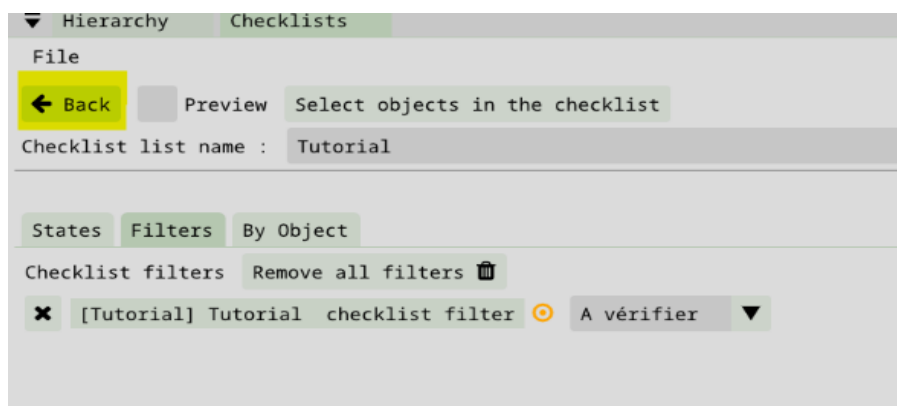 Hierarchy Checklists
File
Back Preview Select objects in the checklist
Checklist list name : Tutorial
States Filters By Object
Checklist filters Remove all filters
[Tutorial] Tutorial checklist filter A vérifier